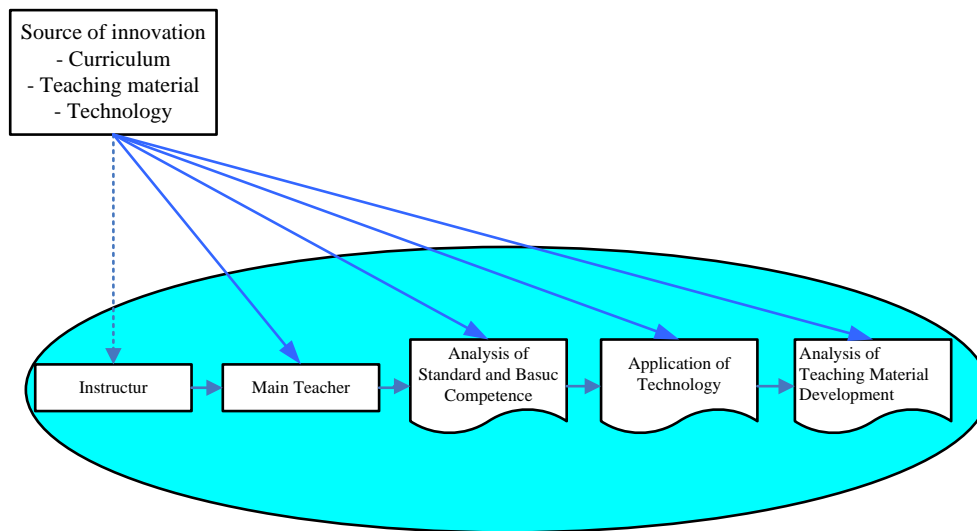 Source of innovation
- Curriculum
- Teaching material
- Technology
Instructur
Main Teacher
Analysis of
Standard and Basuc
Competence
Application of
Technology
Analysis of
Teaching Material
Development